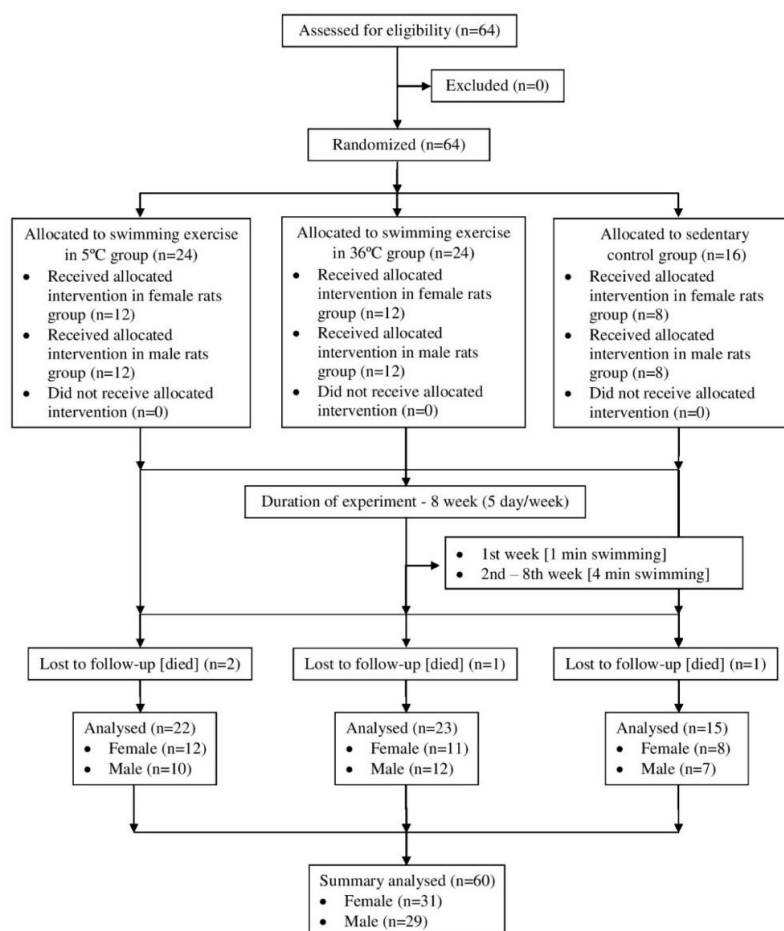 Assessed for eligibility (n=64)
Excluded (n=0)
Randomized (n=64)
Allocated to swimming exercise
in 5ºC group (n=24)
• Received allocated
intervention in female rats
group (n=12)
• Received allocated
intervention in male rats
group (n=12)
• Did not receive allocated
intervention (n=0)
Allocated to swimming exercise
in 36ºC group (n=24)
• Received allocated
intervention in female rats
group (n=12)
• Received allocated
intervention in male rats
group (n=12)
• Did not receive allocated
intervention (n=0)
Allocated to sedentary
control group (n=16)
• Received allocated
intervention in female rats
group (n=8)
• Received allocated
intervention in male rats
group (n=8)
• Did not receive allocated
intervention (n=0)
Duration of experiment - 8 week (5 day/week)
• 1st week [1 min swimming]
• 2nd – 8th week [4 min swimming]
Lost to follow-up [died] (n=2)
Lost to follow-up [died] (n=1)
Lost to follow-up [died] (n=1)
Analysed (n=22)
• Female (n=12)
• Male (n=10)
Analysed (n=23)
• Female (n=11)
• Male (n=12)
Analysed (n=15)
• Female (n=8)
• Male (n=7)
Summary analysed (n=60)
• Female (n=31)
• Male (n=29)